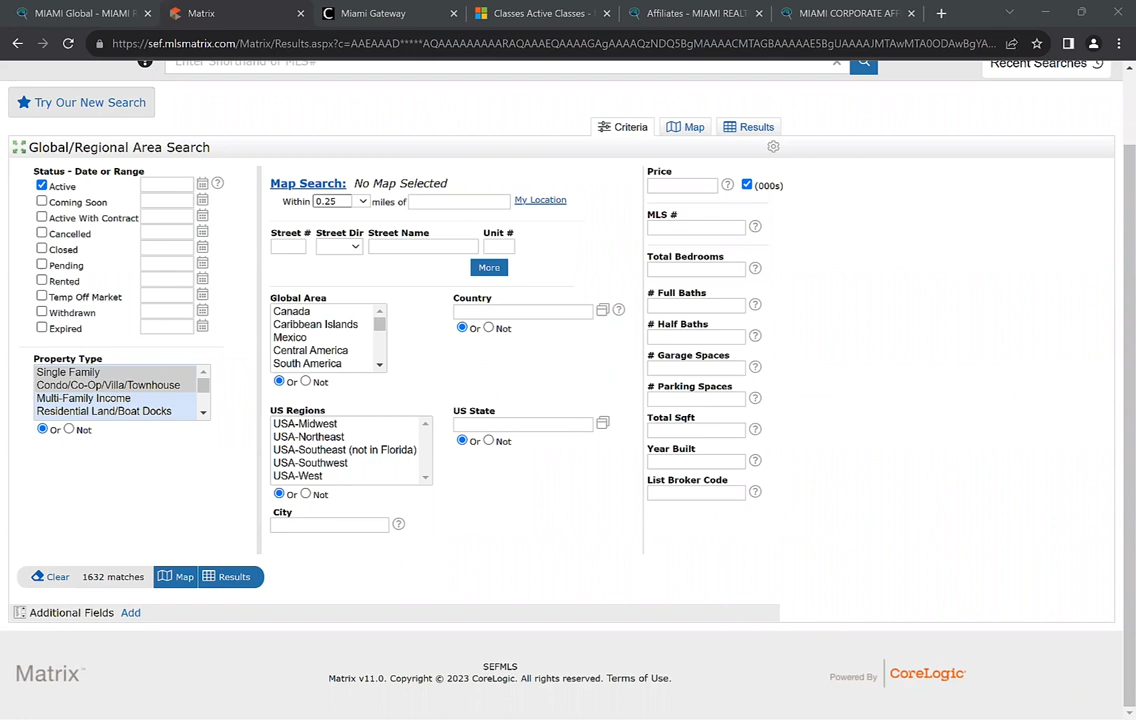 MIAMI Global - MIAMI R
Matrix
Miami Gateway
Classes Active Classes -
Affiliates - MIAMI REALT
MIAMI CORPORATE AFF
https://sef.mlsmatrix.com/Matrix/Results.aspx?c=AAEAAAD*****AQAAAAAAAAARAQAAAEQAAAAGAgAAAAQzNDQ5BgMAAAACMTAGBAAAAAE5BgUAAAAJMTAwMTA0ODAwBgYA...
Enter Shorthand or MLS#
Recent Searches
Try Our New Search
Criteria
Map
Results
Global/Regional Area Search
Status - Date or Range
Active
Coming Soon
Active With Contract
Cancelled
Closed
Pending
Rented
Temp Off Market
Withdrawn
Expired
Property Type
Single Family
Condo/Co-Op/Villa/Townhouse
Multi-Family Income
Residential Land/Boat Docks
Or Not
Map Search: No Map Selected
Within 0.25 miles of My Location
Street # Street Dir Street Name Unit #
More
Global Area
Canada
Caribbean Islands
Mexico
Central America
South America
Or Not
Country
Or Not
US Regions
USA-Midwest
USA-Northeast
USA-Southeast (not in Florida)
USA-Southwest
USA-West
Or Not
US State
Or Not
City
Price
(000s)
MLS #
Total Bedrooms
# Full Baths
# Half Baths
# Garage Spaces
# Parking Spaces
Total Sqft
Year Built
List Broker Code
Clear 1632 matches Map Results
Additional Fields Add
Matrix™
SEFMLS
Matrix v11.0. Copyright © 2023 CoreLogic. All rights reserved. Terms of Use.
Powered By CoreLogic